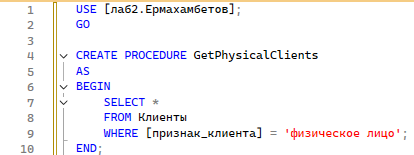 1 USE [лаб2.Ермахамбетов];
2 GO
3
4 CREATE PROCEDURE GetPhysicalClients
5 AS
6 BEGIN
7 SELECT *
8 FROM Клиенты
9 WHERE [признак_клиента] = 'физическое лицо';
10 END;